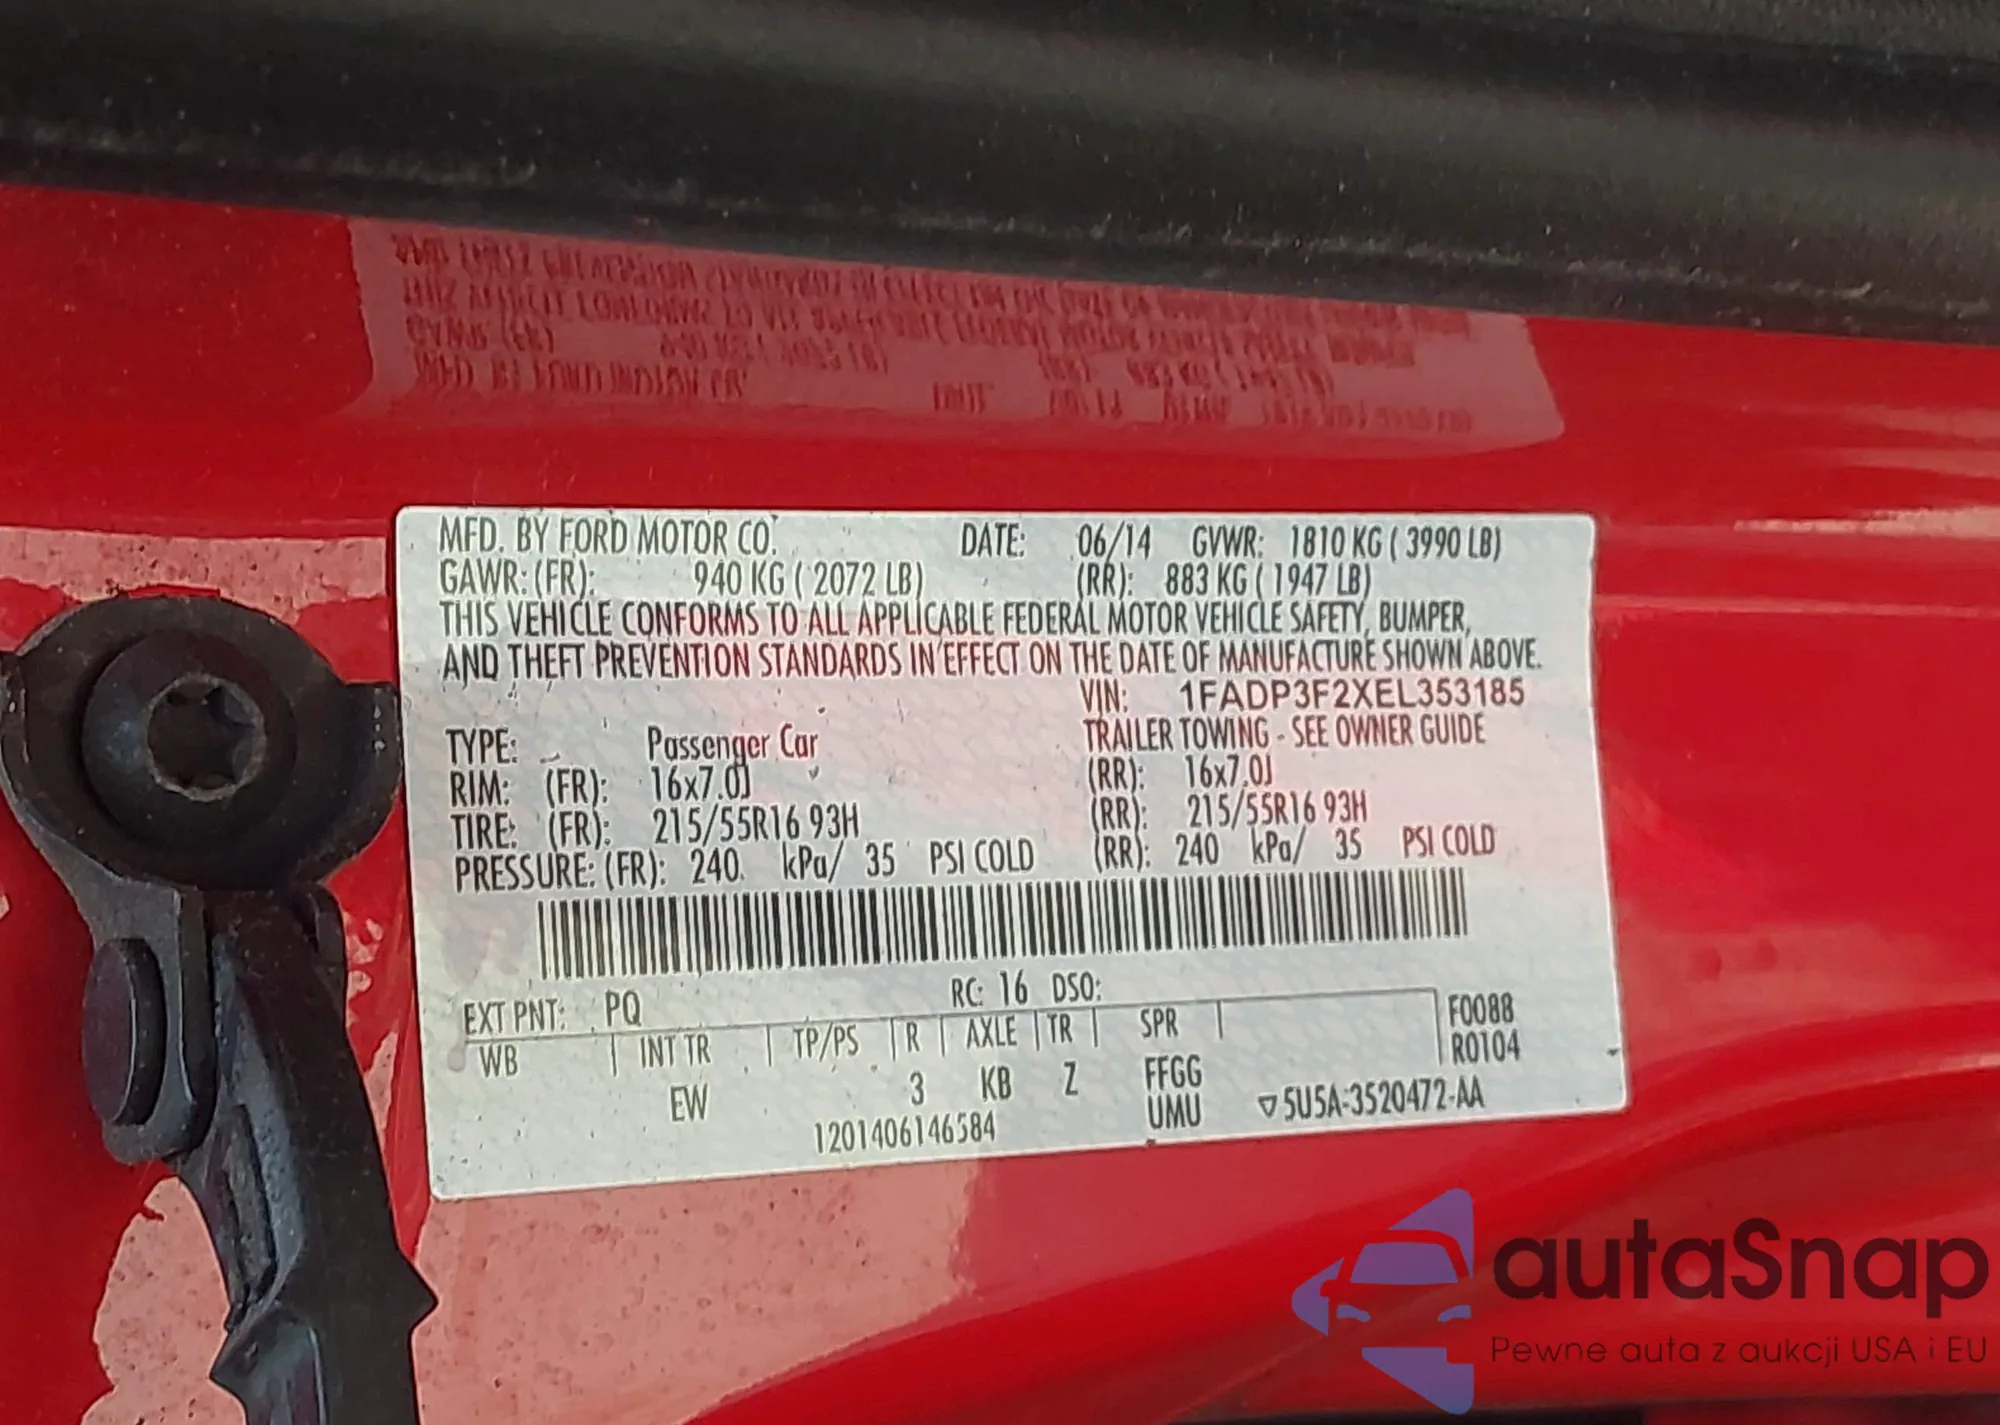 MFD. BY FORD MOTOR CO. DATE: 06/14 GVWR: 1810 KG ( 3990 LB)
GAWR: (FR): 940 KG ( 2072 LB) (RR): 883 KG ( 1947 LB)
THIS VEHICLE CONFORMS TO ALL APPLICABLE FEDERAL MOTOR VEHICLE SAFETY, BUMPER,
AND THEFT PREVENTION STANDARDS IN EFFECT ON THE DATE OF MANUFACTURE SHOWN ABOVE.
VIN: 1FADP3F2XEL353185
TYPE: Passenger Car TRAILER TOWING - SEE OWNER GUIDE
RIM: (FR): 16x7.0J (RR): 16x7.0J
TIRE: (FR): 215/55R16 93H (RR): 215/55R16 93H
PRESSURE: (FR): 240 kPa/ 35 PSI COLD (RR): 240 kPa/ 35 PSI COLD
EXT PNT: PQ RC: 16 DSO:
WB INT TR TP/PS R AXLE TR SPR F0088
R0104
EW 3 KB Z FFGG
1201406146584 UMU 5U5A-3520472-AA
autaSnap
Pewne auta z aukcji USA i EU